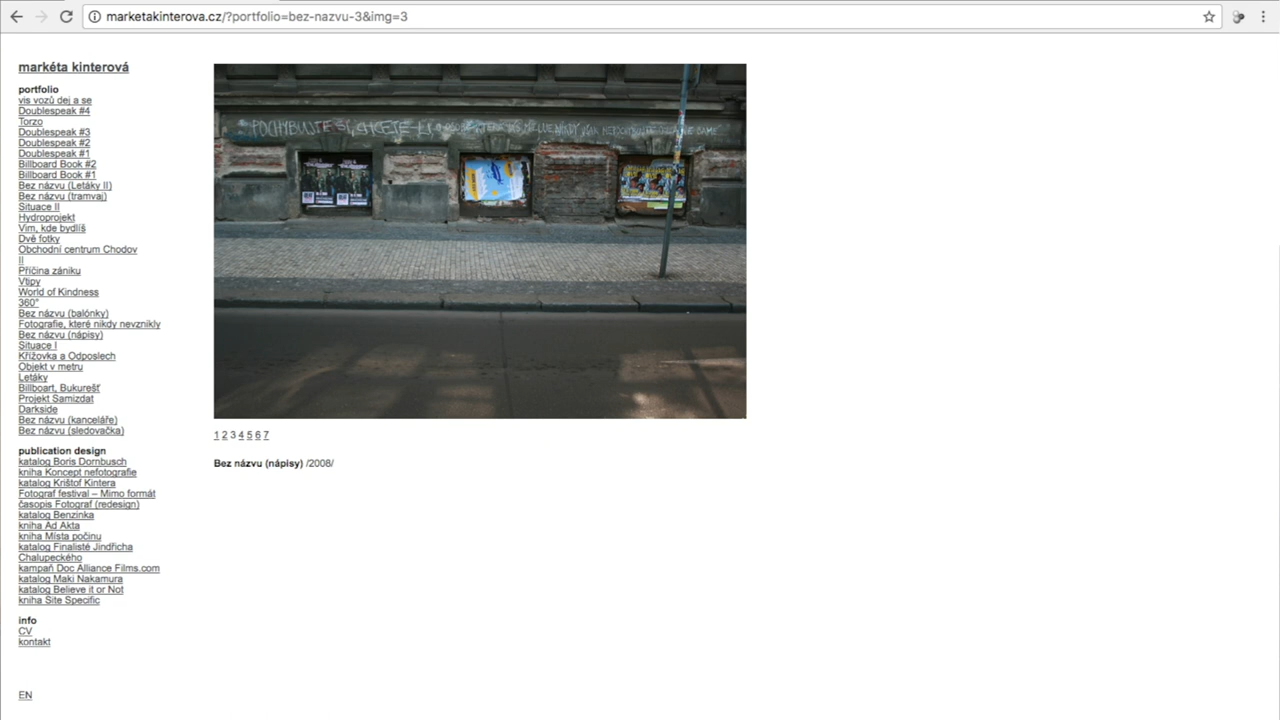 marketakinterova.cz/?portfolio=bez-nazvu-3&img=3
markéta kinterová
portfolio
vis vozů dej a se
Doublespeak #4
Torzo
Doublespeak #3
Doublespeak #2
Doublespeak #1
Billboard Book #2
Billboard Book #1
Bez názvu (Letáky II)
Bez názvu (tramvaj)
Situace II
Hydroprojekt
Vím, kde bydlíš
Dvě fotky
Obchodní centrum Chodov
II
Příčina zániku
Vtipy
World of Kindness
360°
Bez názvu (balónky)
Fotografie, které nikdy nevznikly
Bez názvu (nápisy)
Situace I
Křížovka a Odposlech
Objekt v metru
Letáky
Billboart, Bukurešť
Projekt Samizdat
Darkside
Bez názvu (kanceláře)
Bez názvu (sledovačka)
publication design
katalog Boris Dornbusch
kniha Koncept nefotografie
katalog Krištof Kintera
Fotograf festival – Mimo formát
časopis Fotograf (redesign)
katalog Benzinka
kniha Ad Akta
kniha Místa počinu
katalog Finalisté Jindřicha
Chalupeckého
kampaň Doc Alliance Films.com
katalog Maki Nakamura
katalog Believe it or Not
kniha Site Specific
info
CV
kontakt
EN
POCHYBUJTE SI, CHCETE-LI
1 2 3 4 5 6 7
Bez názvu (nápisy) /2008/